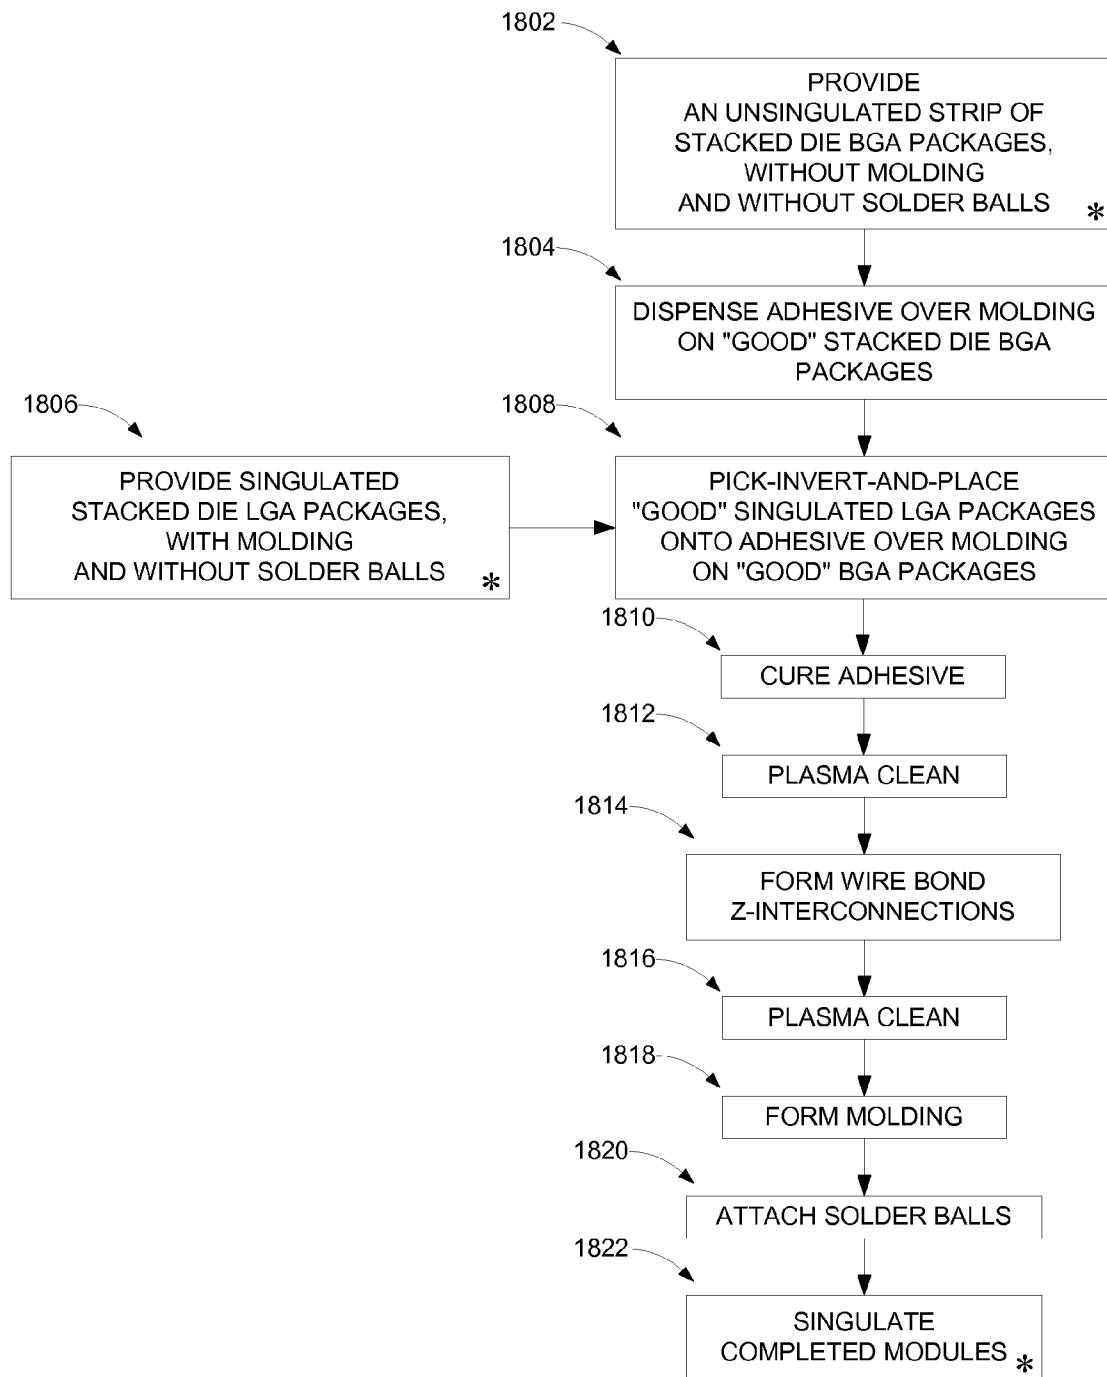 1802
PROVIDE
AN UNSINGULATED STRIP OF
STACKED DIE BGA PACKAGES,
WITHOUT MOLDING
AND WITHOUT SOLDER BALLS *
1804
DISPENSE ADHESIVE OVER MOLDING
ON "GOOD" STACKED DIE BGA
PACKAGES
1806
PROVIDE SINGULATED
STACKED DIE LGA PACKAGES,
WITH MOLDING
AND WITHOUT SOLDER BALLS *
1808
PICK-INVERT-AND-PLACE
"GOOD" SINGULATED LGA PACKAGES
ONTO ADHESIVE OVER MOLDING
ON "GOOD" BGA PACKAGES
1810
CURE ADHESIVE
1812
PLASMA CLEAN
1814
FORM WIRE BOND
Z-INTERCONNECTIONS
1816
PLASMA CLEAN
1818
FORM MOLDING
1820
ATTACH SOLDER BALLS
1822
SINGULATE
COMPLETED MODULES *